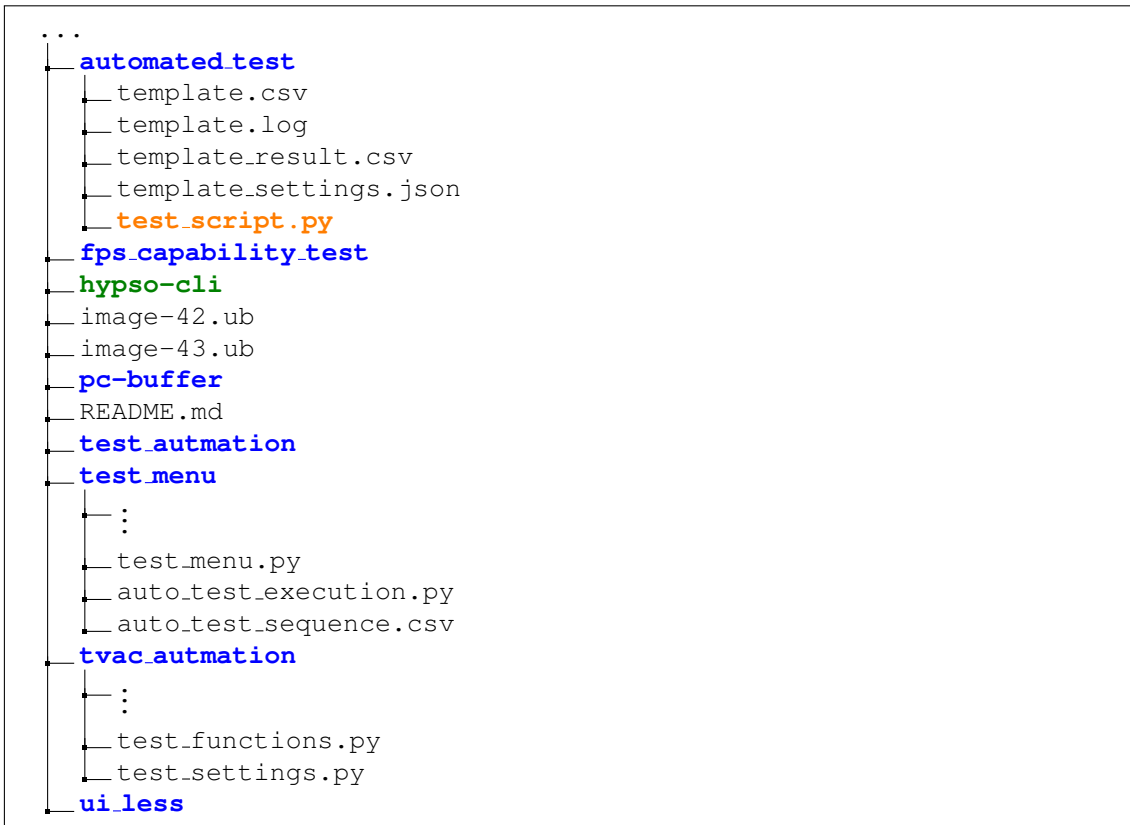 ...
automated_test
template.csv
template.log
template_result.csv
template_settings.json
test_script.py
fps_capability_test
hypso-cli
image-42.ub
image-43.ub
pc-buffer
README.md
test_autmation
test_menu
⋮
test_menu.py
auto_test_execution.py
auto_test_sequence.csv
tvac_autmation
⋮
test_functions.py
test_settings.py
ui_less